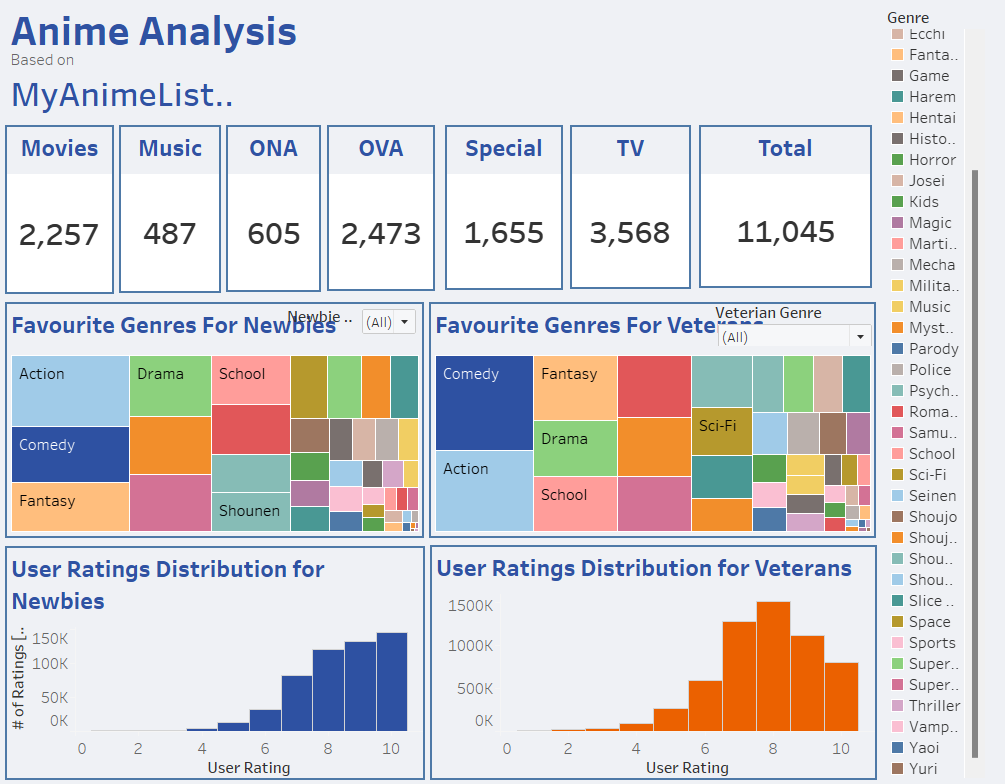 Anime Analysis
Based on
MyAnimeList..
Movies
2,257
Music
487
ONA
605
OVA
2,473
Special
1,655
TV
3,568
Total
11,045
Favourite Genres For Newbies
Newbie ..
(All)
Action
Comedy
Fantasy
Drama
School
Shounen
Favourite Genres For Veterans
Veterian Genre
(All)
Comedy
Action
Fantasy
Drama
School
Sci-Fi
User Ratings Distribution for
Newbies
# of Ratings [..
150K
100K
50K
0K
0 2 4 6 8 10
User Rating
User Ratings Distribution for Veterans
1500K
1000K
500K
0K
0 2 4 6 8 10
User Rating
Genre
Ecchi
Fanta..
Game
Harem
Hentai
Histo..
Horror
Josei
Kids
Magic
Marti..
Mecha
Milita..
Music
Myst..
Parody
Police
Psych..
Roma..
Samu..
School
Sci-Fi
Seinen
Shoujo
Shouj..
Shou..
Shou..
Slice ..
Space
Sports
Super..
Super..
Thriller
Vamp..
Yaoi
Yuri